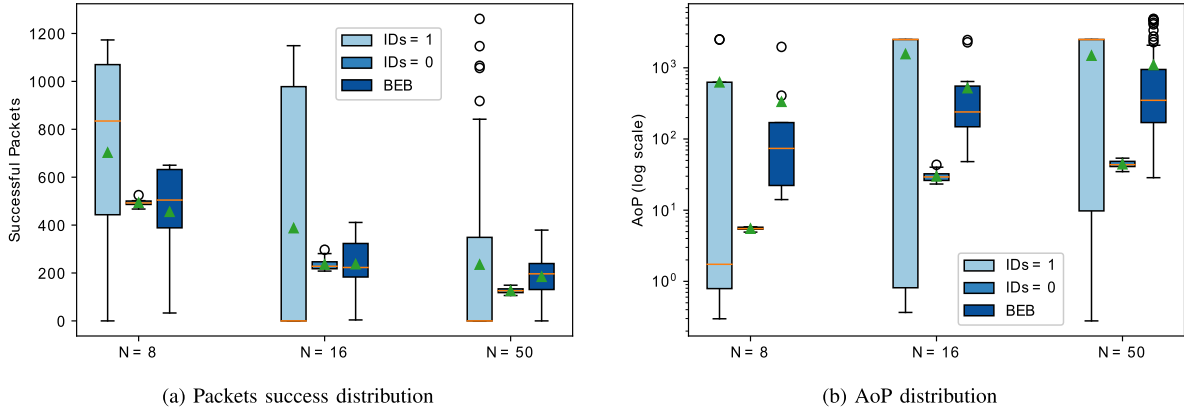 Successful Packets
1200
1000
800
600
400
200
0
IDs = 1
IDs = 0
BEB
N = 8
N = 16
N = 50
(a) Packets success distribution
AoP (log scale)
10³
10²
10¹
10⁰
IDs = 1
IDs = 0
BEB
N = 8
N = 16
N = 50
(b) AoP distribution